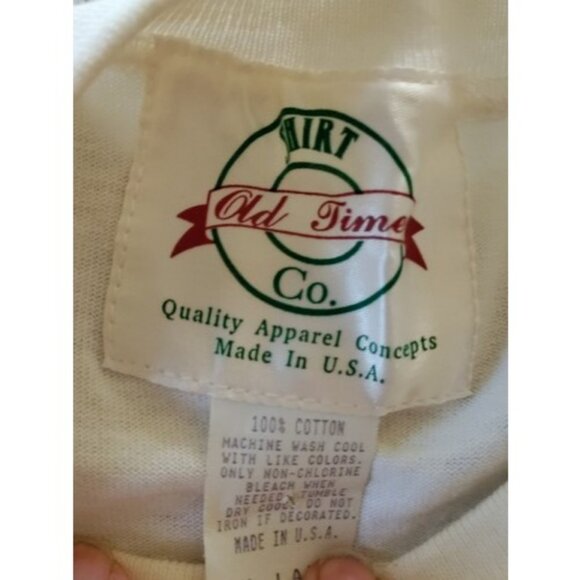 SHIRT
Old Time
Co.
Quality Apparel Concepts
Made In U.S.A.
100% COTTON
MACHINE WASH COOL
WITH LIKE COLORS.
ONLY NON-CHLORINE
BLEACH WHEN
NEEDED. TUMBLE
DRY COOL. DO NOT
IRON IF DECORATED.
MADE IN U.S.A.